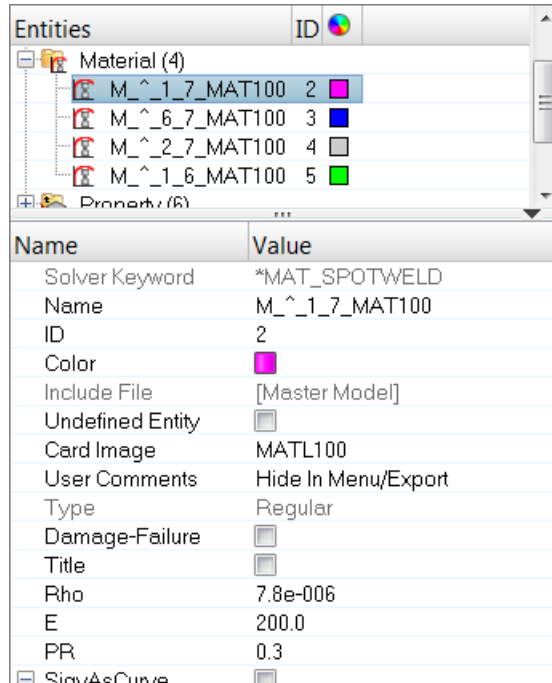 Entities ID
Material (4)
M_^_1_7_MAT100 2
M_^_6_7_MAT100 3
M_^_2_7_MAT100 4
M_^_1_6_MAT100 5
Property (6)
Name Value
Solver Keyword *MAT_SPOTWELD
Name M_^_1_7_MAT100
ID 2
Color
Include File [Master Model]
Undefined Entity
Card Image MATL100
User Comments Hide In Menu/Export
Type Regular
Damage-Failure
Title
Rho 7.8e-006
E 200.0
PR 0.3
SigyAsCurve